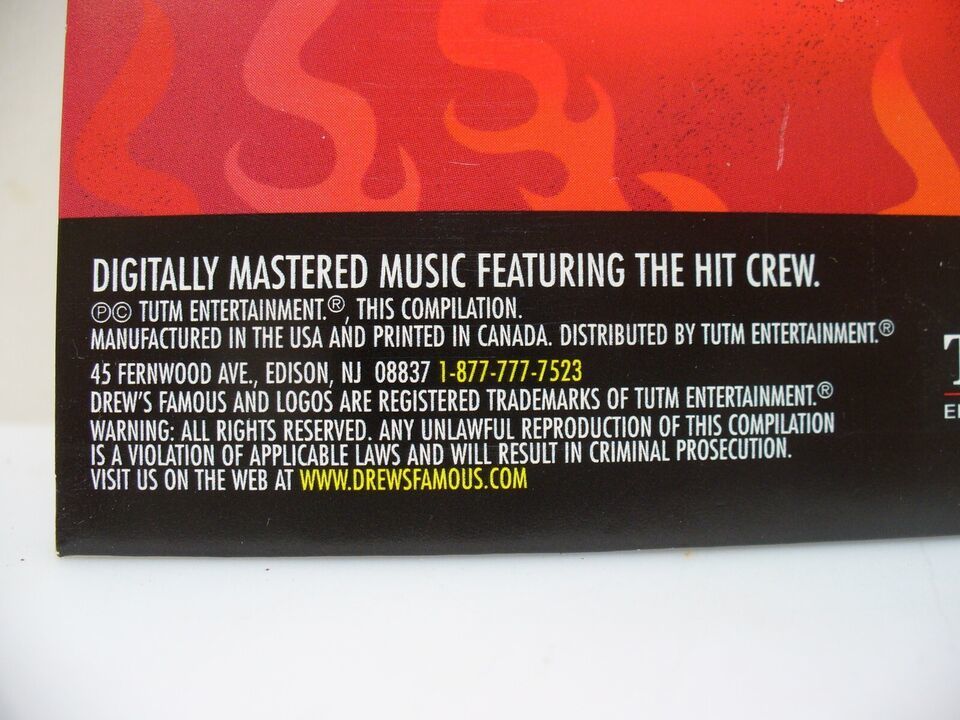 DIGITALLY MASTERED MUSIC FEATURING THE HIT CREW.
℗© TUTM ENTERTAINMENT.®, THIS COMPILATION.
MANUFACTURED IN THE USA AND PRINTED IN CANADA. DISTRIBUTED BY TUTM ENTERTAINMENT.®
45 FERNWOOD AVE., EDISON, NJ 08837 1-877-777-7523
DREW'S FAMOUS AND LOGOS ARE REGISTERED TRADEMARKS OF TUTM ENTERTAINMENT.®
WARNING: ALL RIGHTS RESERVED. ANY UNLAWFUL REPRODUCTION OF THIS COMPILATION
IS A VIOLATION OF APPLICABLE LAWS AND WILL RESULT IN CRIMINAL PROSECUTION.
VISIT US ON THE WEB AT WWW.DREWSFAMOUS.COM